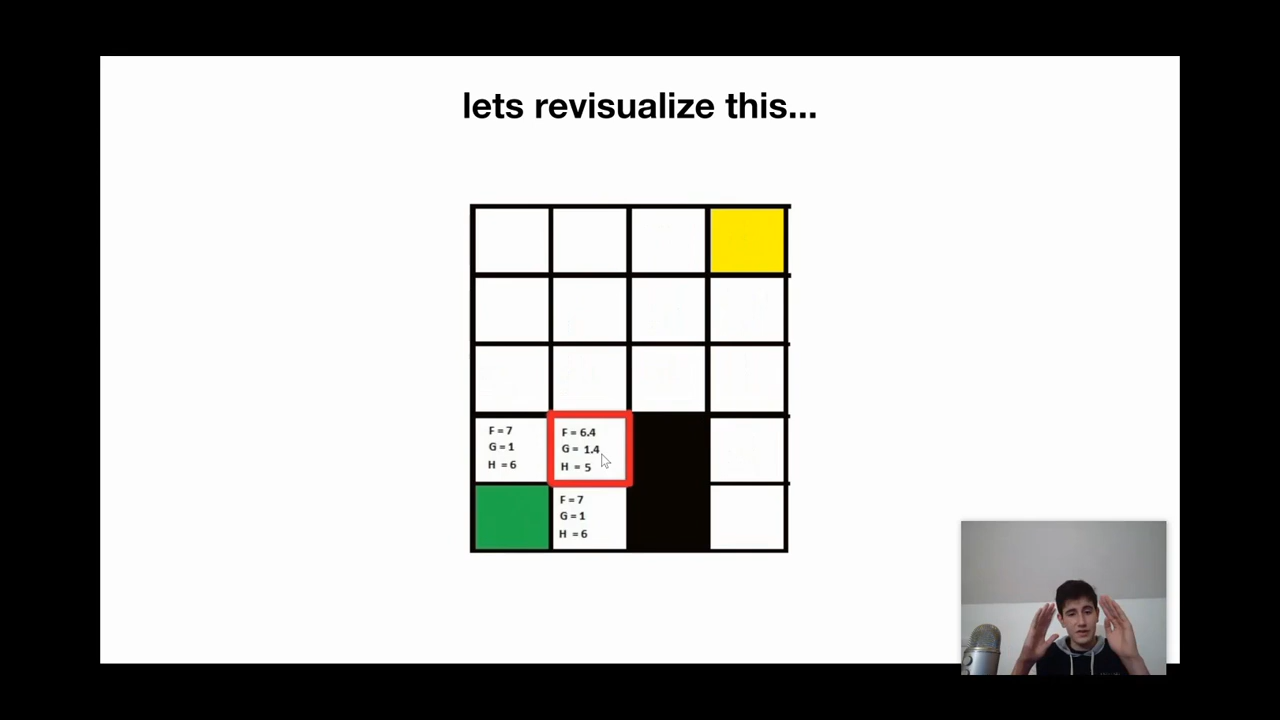 lets revisualize this...
F = 7
G = 1
H = 6
F = 6.4
G = 1.4
H = 5
F = 7
G = 1
H = 6